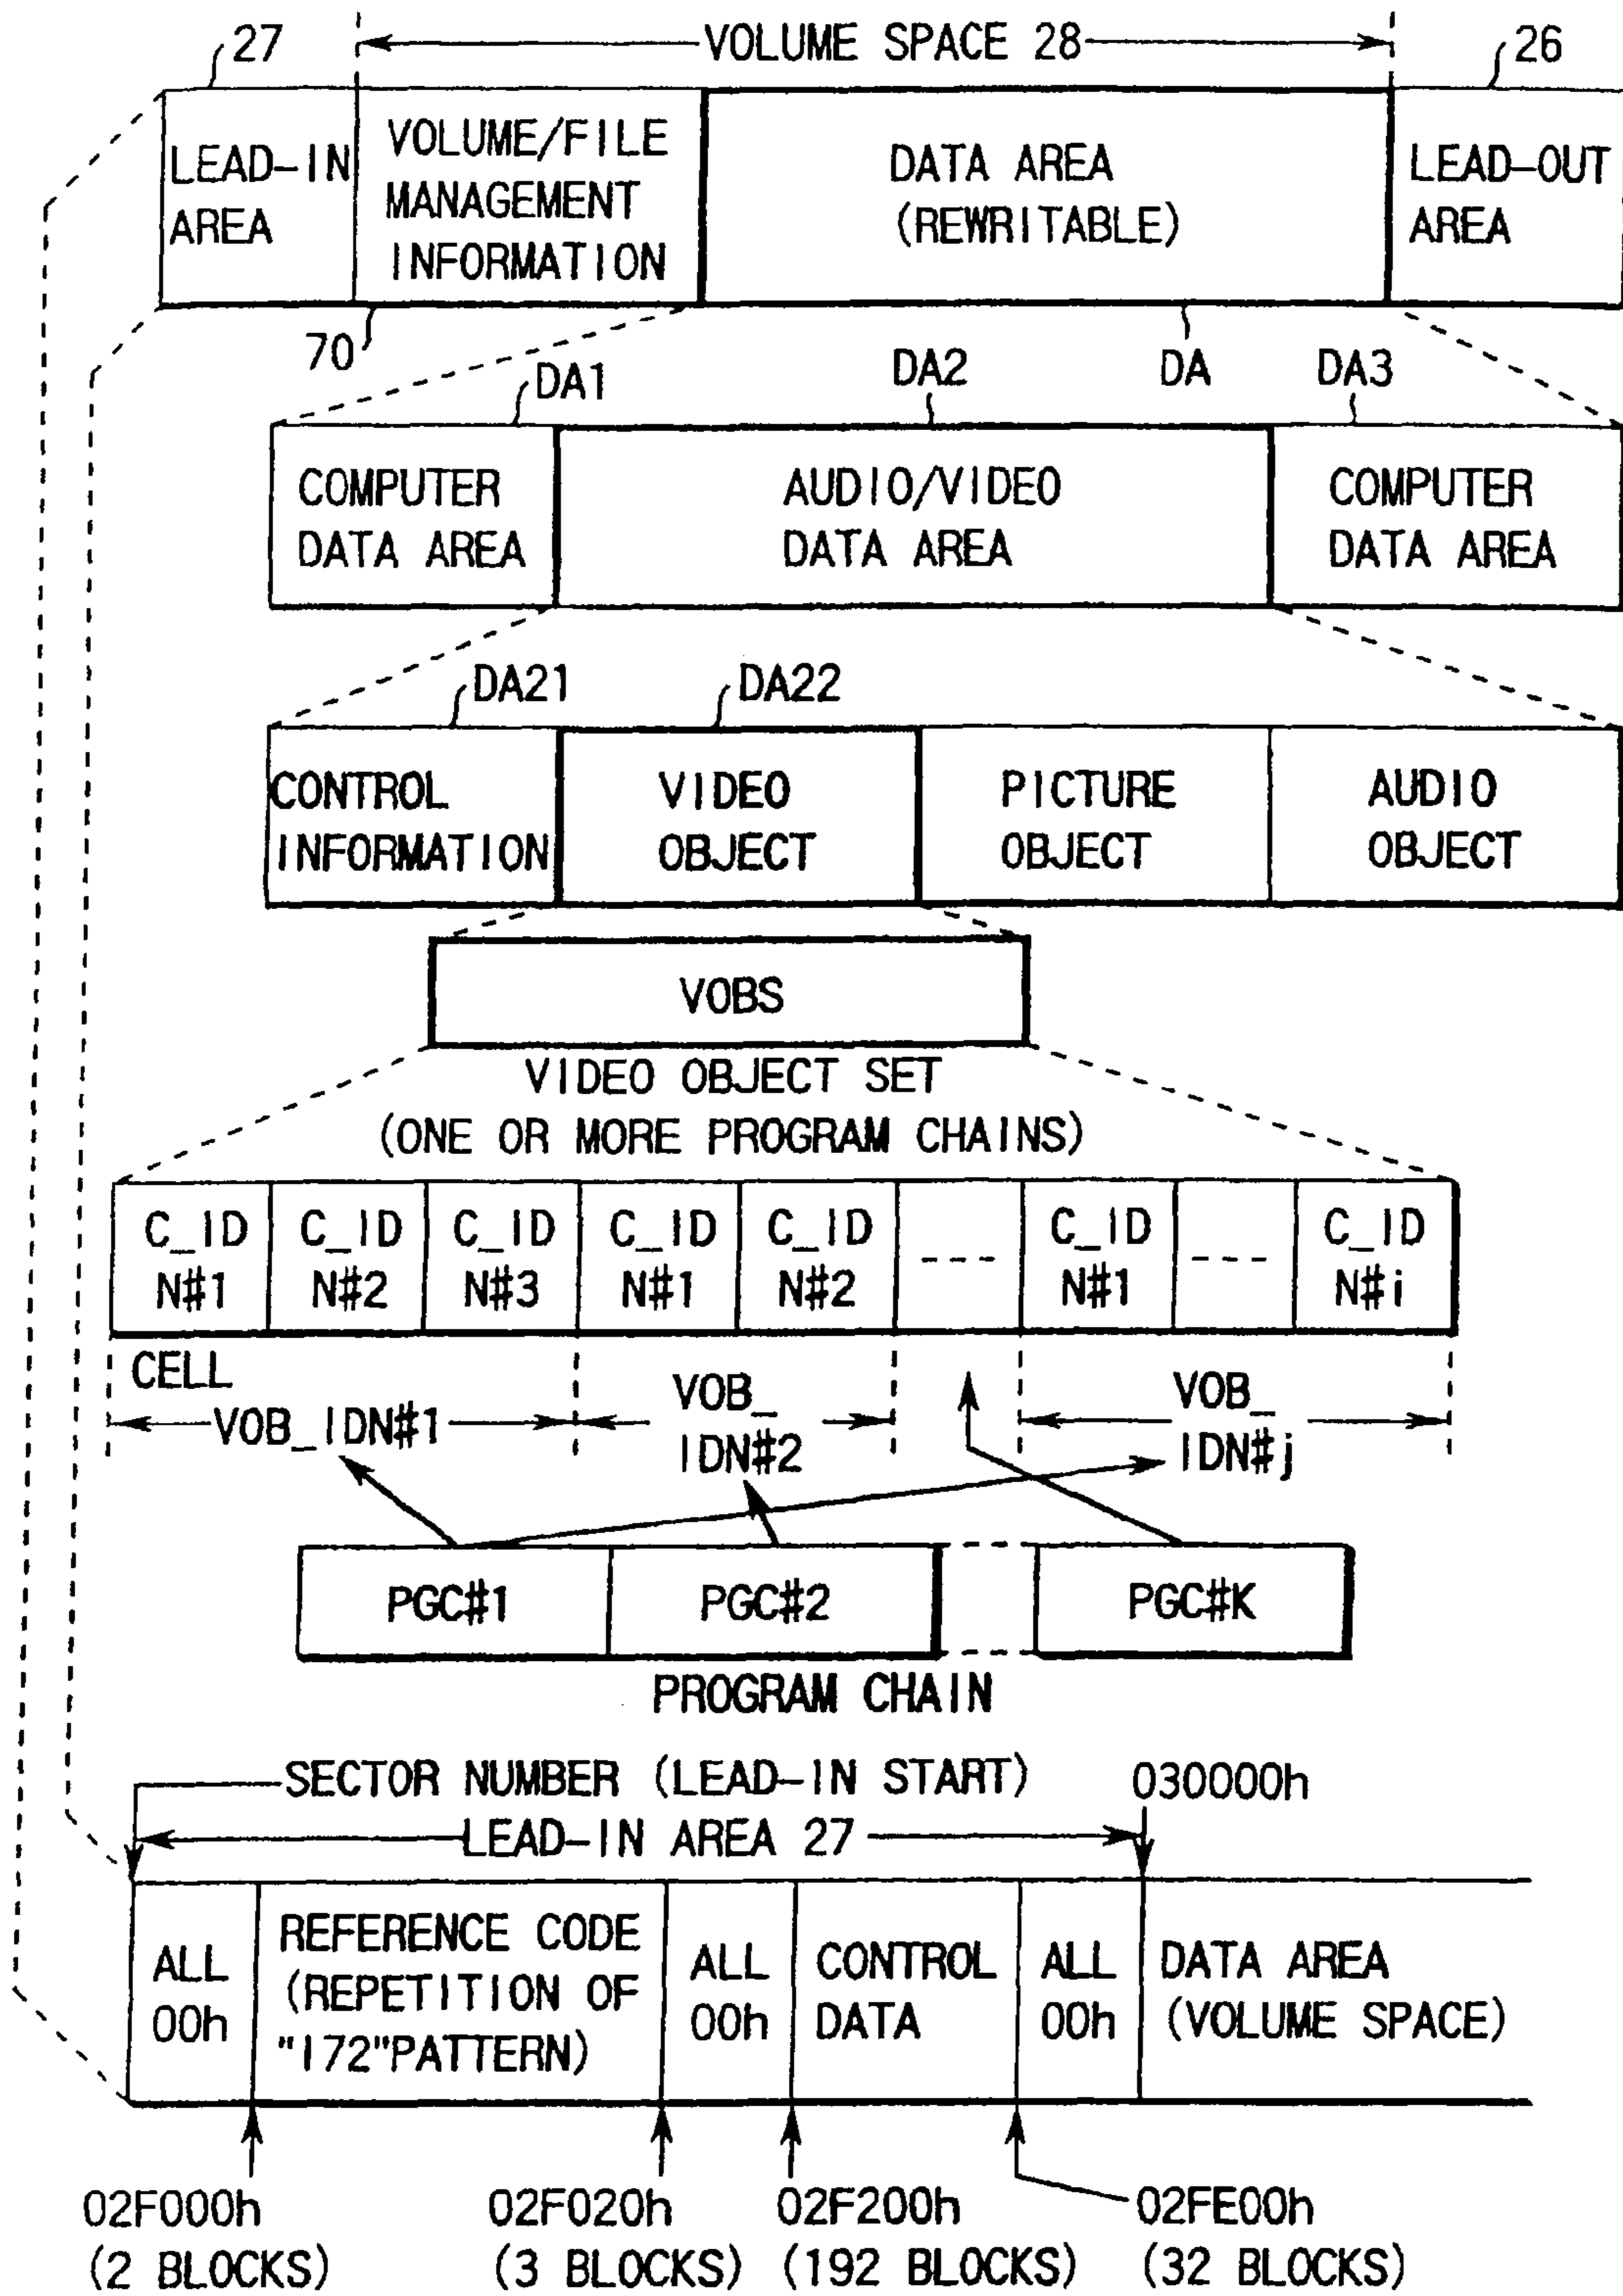 27
VOLUME SPACE 28
26
LEAD-IN
AREA
VOLUME/FILE
MANAGEMENT
INFORMATION
DATA AREA
(REWRITABLE)
LEAD-OUT
AREA
70
DA1
DA2
DA
DA3
COMPUTER
DATA AREA
AUDIO/VIDEO
DATA AREA
COMPUTER
DATA AREA
DA21
DA22
CONTROL
INFORMATION
VIDEO
OBJECT
PICTURE
OBJECT
AUDIO
OBJECT
VOBS
VIDEO OBJECT SET
(ONE OR MORE PROGRAM CHAINS)
C_ID
N#1
C_ID
N#2
C_ID
N#3
C_ID
N#1
C_ID
N#2
----
C_ID
N#1
----
C_ID
N#i
CELL
VOB_IDN#1
VOB_
IDN#2
VOB_
IDN#j
PGC#1
PGC#2
PGC#K
PROGRAM CHAIN
SECTOR NUMBER (LEAD-IN START)
030000h
LEAD-IN AREA 27
ALL
00h
REFERENCE CODE
(REPETITION OF
"172"PATTERN)
ALL
00h
CONTROL
DATA
ALL
00h
DATA AREA
(VOLUME SPACE)
02F000h
(2 BLOCKS)
02F020h
(3 BLOCKS)
02F200h
(192 BLOCKS)
02FE00h
(32 BLOCKS)